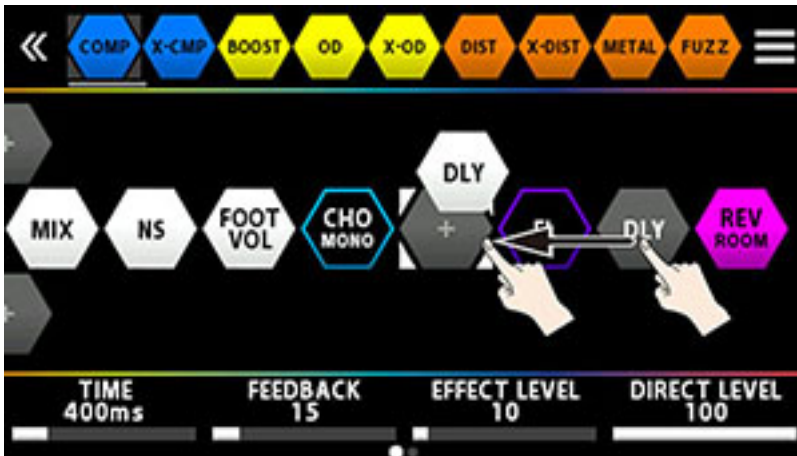 COMP X-CMP BOOST OD X-OD DIST X-DIST METAL FUZZ
DLY
MIX NS FOOT VOL CHO MONO + DLY REV ROOM
TIME FEEDBACK EFFECT LEVEL DIRECT LEVEL
400ms 15 10 100